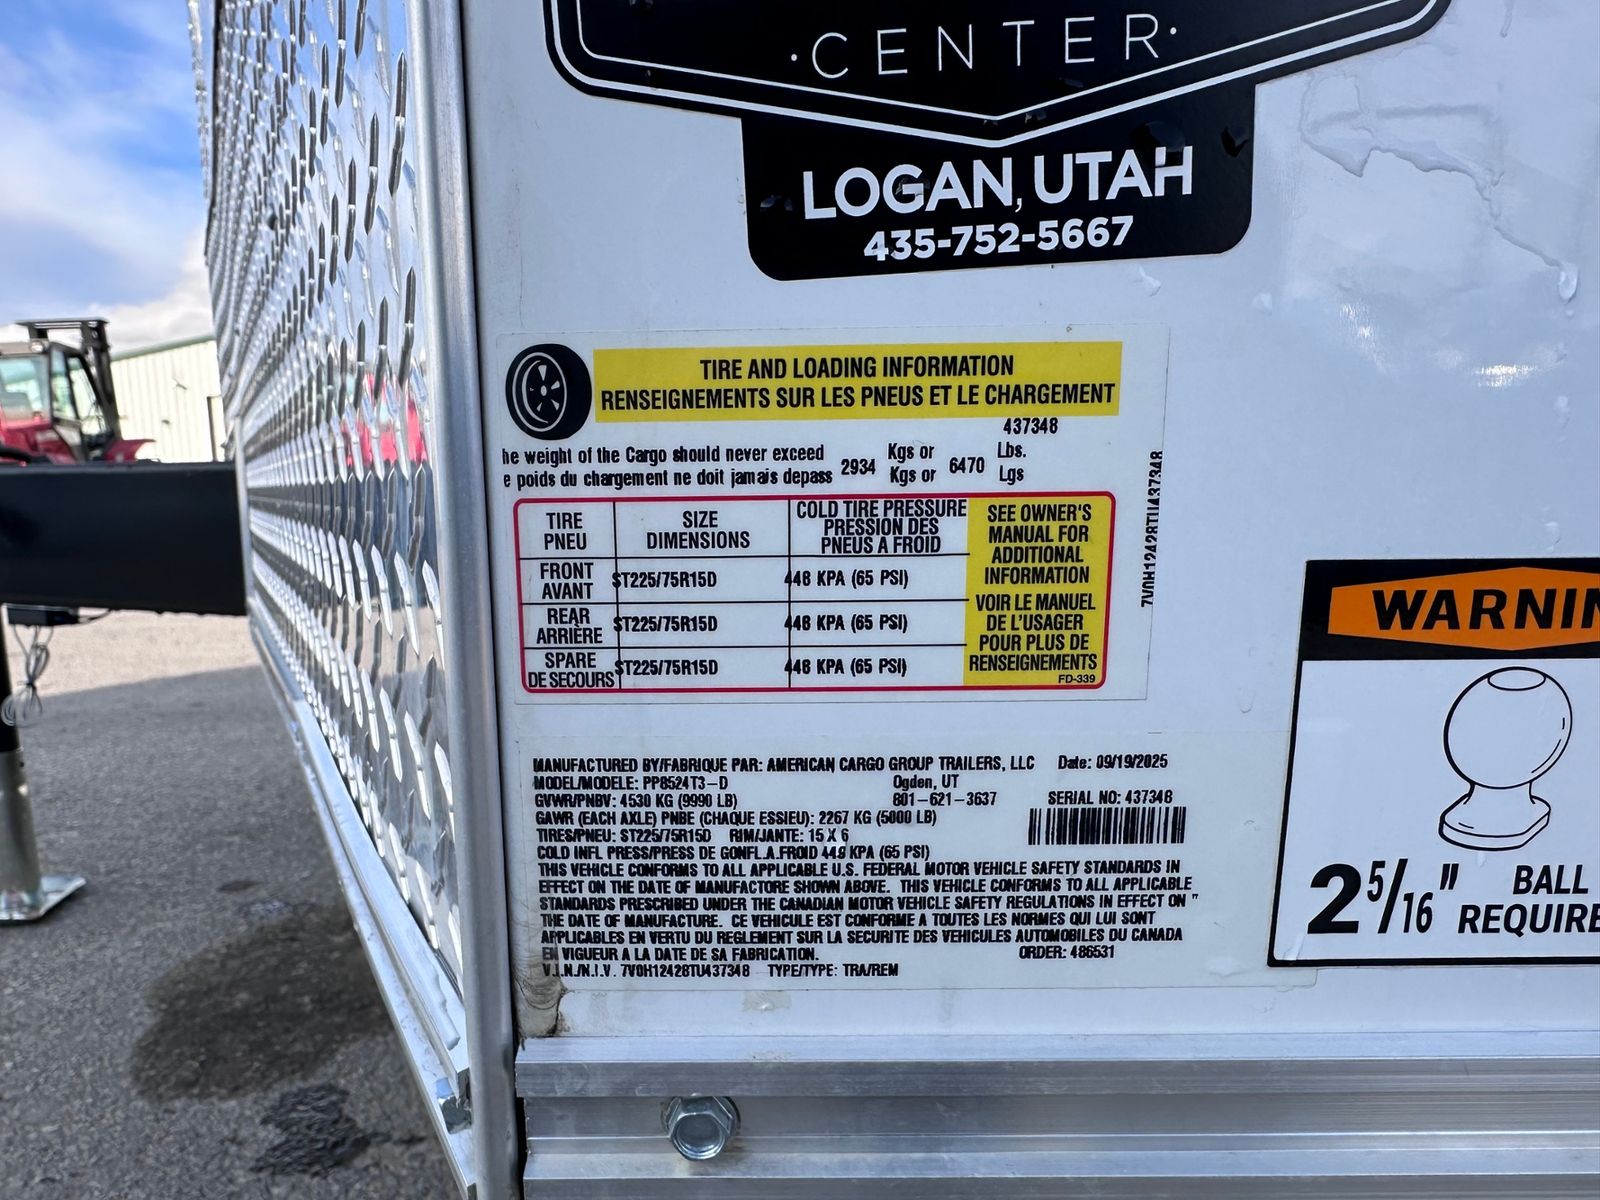 ·CENTER·
LOGAN, UTAH
435-752-5667
TIRE AND LOADING INFORMATION
RENSEIGNEMENTS SUR LES PNEUS ET LE CHARGEMENT
437348
he weight of the Cargo should never exceed 2934 Kgs or 6470 Lbs.
e poids du chargement ne doit jamais depass Kgs or Lgs
TIRE
PNEU
SIZE
DIMENSIONS
COLD TIRE PRESSURE
PRESSION DES
PNEUS A FROID
FRONT
AVANT
ST225/75R15D
448 KPA (65 PSI)
REAR
ARRIÈRE
ST225/75R15D
448 KPA (65 PSI)
SPARE
DE SECOURS
ST225/75R15D
448 KPA (65 PSI)
SEE OWNER'S
MANUAL FOR
ADDITIONAL
INFORMATION
VOIR LE MANUEL
DE L'USAGER
POUR PLUS DE
RENSEIGNEMENTS
FD-339
7V0H12428TU437348
MANUFACTURED BY/FABRIQUE PAR: AMERICAN CARGO GROUP TRAILERS, LLC Date: 09/19/2025
MODEL/MODELE: PP8524T3-D Ogden, UT
GVWR/PNBV: 4530 KG (9990 LB) 801-621-3637 SERIAL NO: 437348
GAWR (EACH AXLE) PNBE (CHAQUE ESSIEU): 2267 KG (5000 LB)
TIRES/PNEU: ST225/75R15D RIM/JANTE: 15 X 6
COLD INFL PRESS/PRESS DE GONFL.A.FROID 448 KPA (65 PSI)
THIS VEHICLE CONFORMS TO ALL APPLICABLE U.S. FEDERAL MOTOR VEHICLE SAFETY STANDARDS IN
EFFECT ON THE DATE OF MANUFACTORE SHOWN ABOVE. THIS VEHICLE CONFORMS TO ALL APPLICABLE
STANDARDS PRESCRIBED UNDER THE CANADIAN MOTOR VEHICLE SAFETY REGULATIONS IN EFFECT ON "
THE DATE OF MANUFACTURE. CE VEHICULE EST CONFORME A TOUTES LES NORMES QUI LUI SONT
APPLICABLES EN VERTU DU REGLEMENT SUR LA SECURITE DES VEHICULES AUTOMOBILES DU CANADA
EN VIGUEUR A LA DATE DE SA FABRICATION. ORDER: 486531
V.I.N./N.I.V. 7V0H12428TU437348 TYPE/TYPE: TRA/REM
WARNIN
2 5/16" BALL
REQUIRE